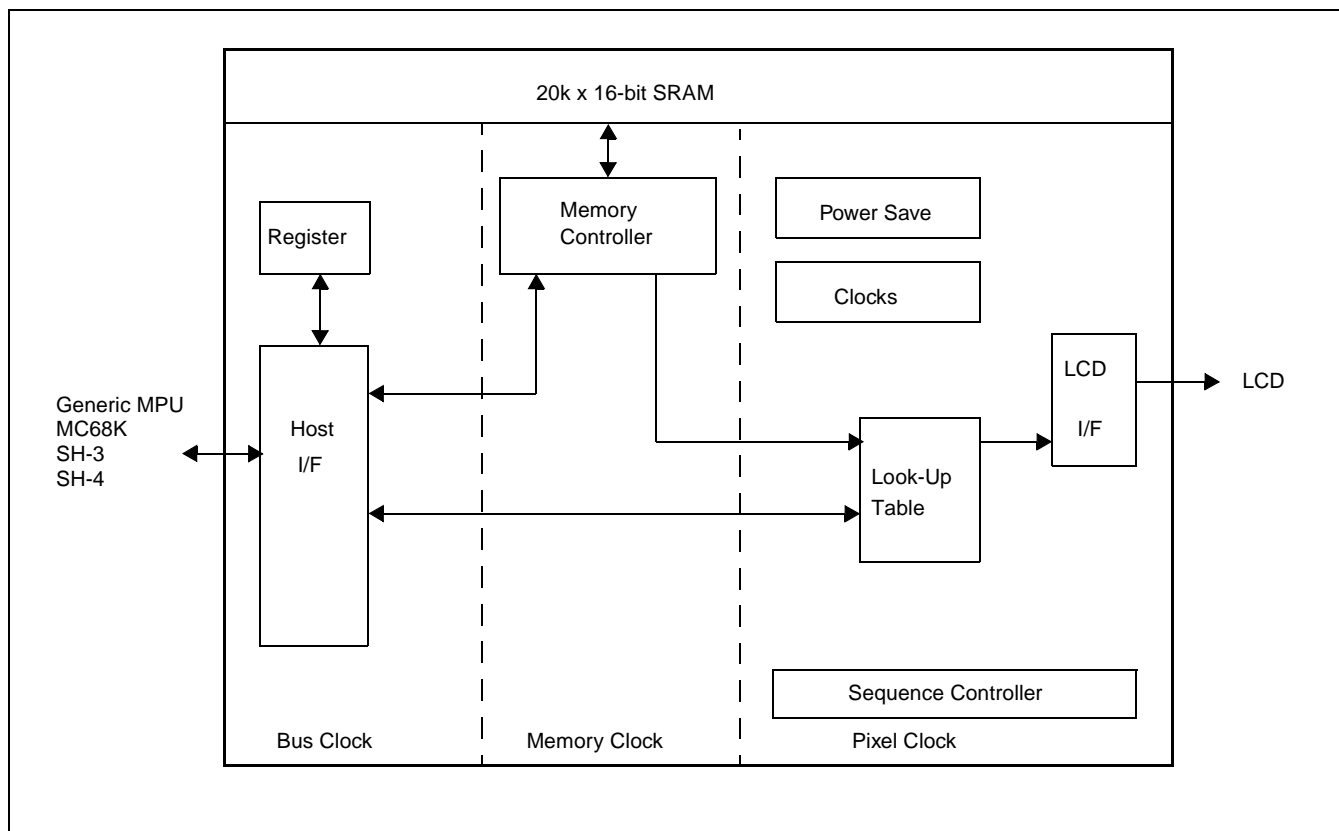 20k x 16-bit SRAM
Register
Memory
Controller
Power Save
Clocks
Generic MPU
MC68K
SH-3
SH-4
Host
I/F
LCD
I/F
LCD
Look-Up
Table
Sequence Controller
Bus Clock
Memory Clock
Pixel Clock